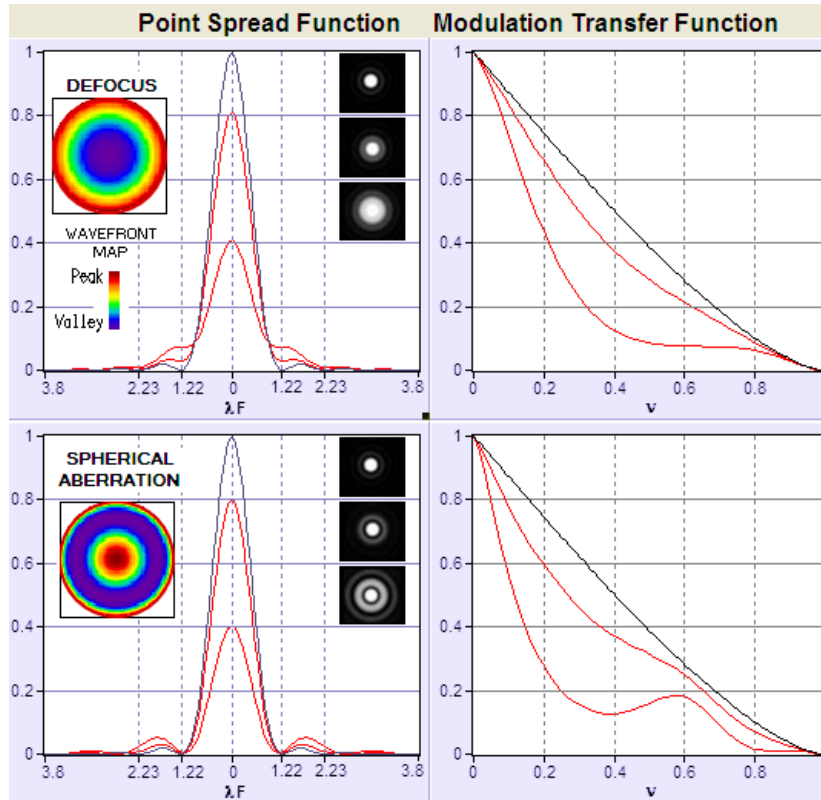 Point Spread Function Modulation Transfer Function
1
0.8
0.6
0.4
0.2
0
DEFOCUS
WAVEFRONT
MAP
Peak
Valley
3.8 2.23 1.22 0 1.22 2.23 3.8
λF
1
0.8
0.6
0.4
0.2
0
0 0.2 0.4 0.6 0.8
ν
1
0.8
0.6
0.4
0.2
0
SPHERICAL
ABERRATION
3.8 2.23 1.22 0 1.22 2.23 3.8
λF
1
0.8
0.6
0.4
0.2
0
0 0.2 0.4 0.6 0.8
ν